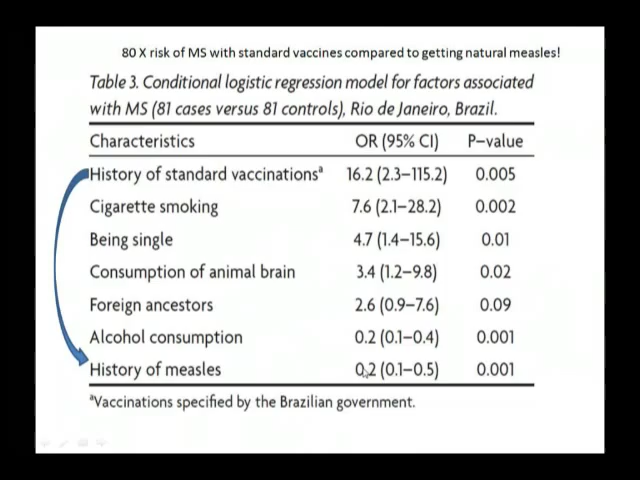 80 X risk of MS with standard vaccines compared to getting natural measles!
Table 3. Conditional logistic regression model for factors associated
with MS (81 cases versus 81 controls), Rio de Janeiro, Brazil.
Characteristics OR (95% CI) P–value
History of standard vaccinationsª 16.2 (2.3–115.2) 0.005
Cigarette smoking 7.6 (2.1–28.2) 0.002
Being single 4.7 (1.4–15.6) 0.01
Consumption of animal brain 3.4 (1.2–9.8) 0.02
Foreign ancestors 2.6 (0.9–7.6) 0.09
Alcohol consumption 0.2 (0.1–0.4) 0.001
History of measles 0.2 (0.1–0.5) 0.001
ªVaccinations specified by the Brazilian government.